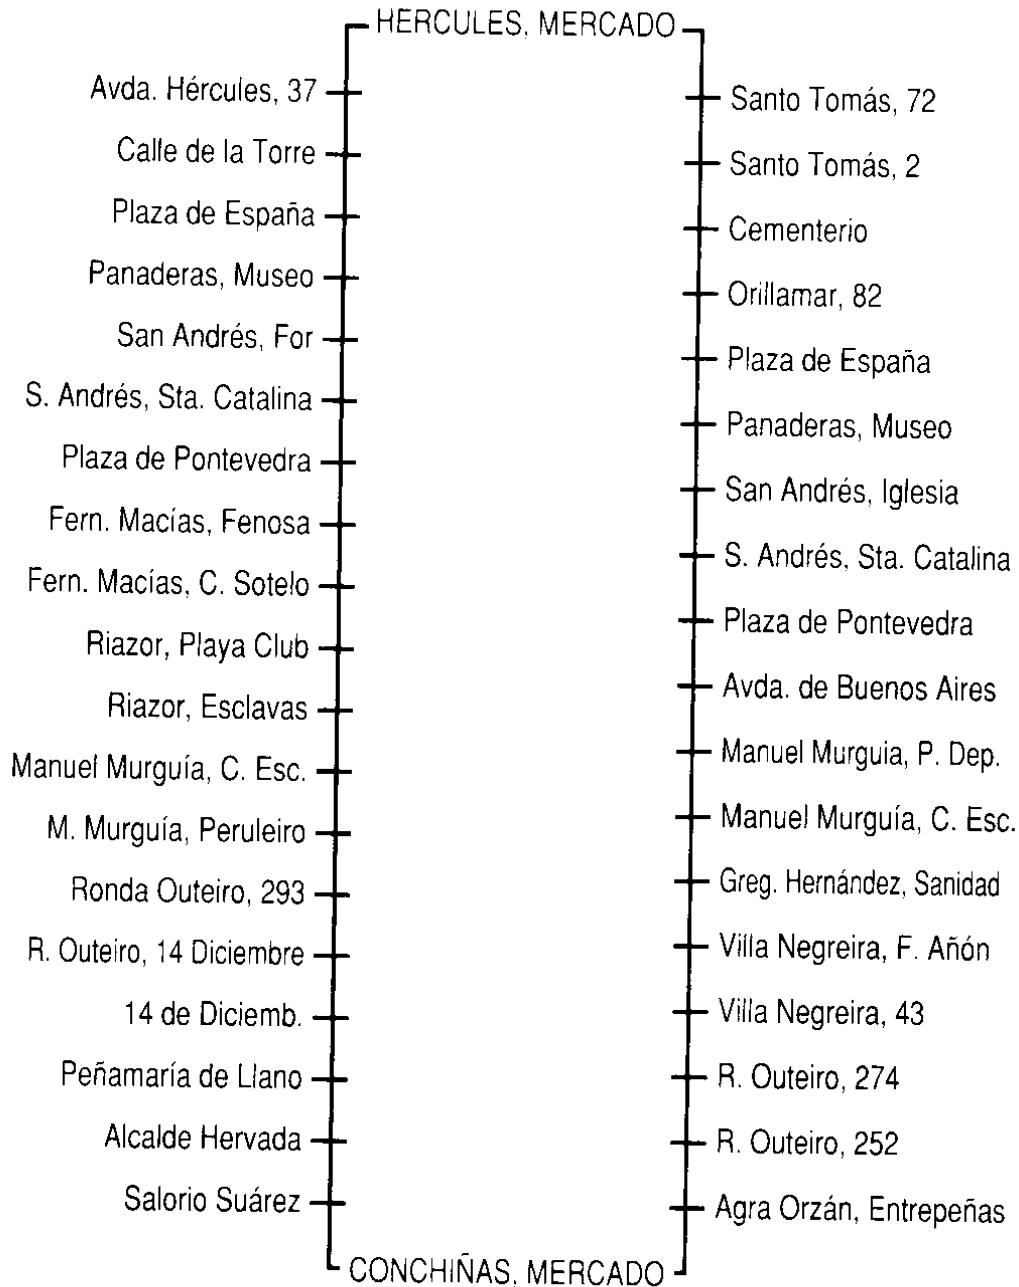 HERCULES, MERCADO
Avda. Hércules, 37
Calle de la Torre
Plaza de España
Panaderas, Museo
San Andrés, For
S. Andrés, Sta. Catalina
Plaza de Pontevedra
Fern. Macías, Fenosa
Fern. Macías, C. Sotelo
Riazor, Playa Club
Riazor, Esclavas
Manuel Murguía, C. Esc.
M. Murguía, Peruleiro
Ronda Outeiro, 293
R. Outeiro, 14 Diciembre
14 de Diciemb.
Peñamaría de Llano
Alcalde Hervada
Salorio Suárez
Santo Tomás, 72
Santo Tomás, 2
Cementerio
Orillamar, 82
Plaza de España
Panaderas, Museo
San Andrés, Iglesia
S. Andrés, Sta. Catalina
Plaza de Pontevedra
Avda. de Buenos Aires
Manuel Murguia, P. Dep.
Manuel Murguía, C. Esc.
Greg. Hernández, Sanidad
Villa Negreira, F. Añón
Villa Negreira, 43
R. Outeiro, 274
R. Outeiro, 252
Agra Orzán, Entrepeñas
CONCHIÑAS, MERCADO